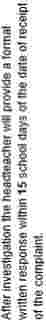 After investigation the headteacher will provide a formal
written response within 15 school days of the date of receipt
of the complaint.